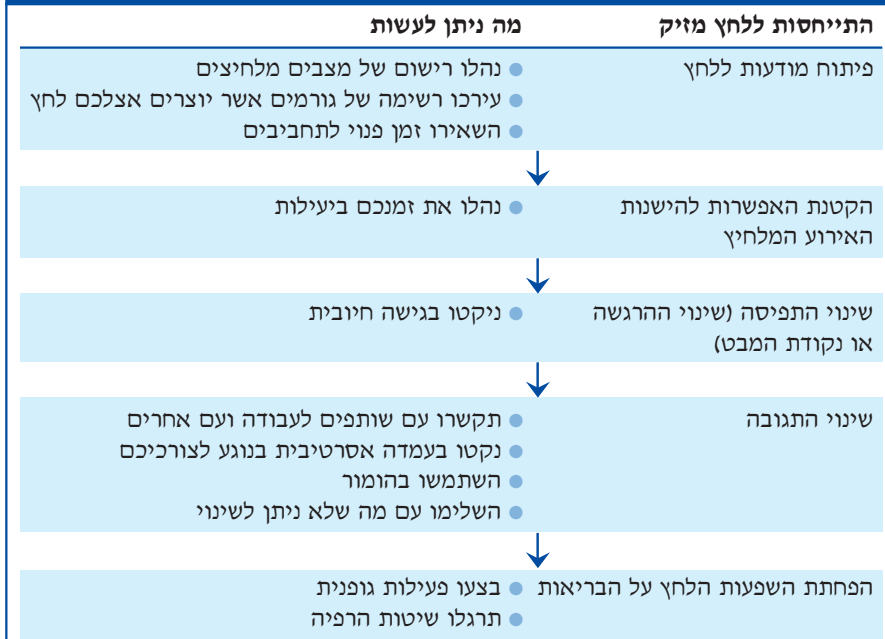 התייחסות ללחץ מזיק
מה ניתן לעשות
פיתוח מודעות ללחץ
● נהלו רישום של מצבים מלחיצים
● עירכו רשימה של גורמים אשר יוצרים אצלכם לחץ
● השאירו זמן פנוי לתחביבים
הקטנת האפשרות להישנות
האירוע המלחיץ
● נהלו את זמנכם ביעילות
שינוי התפיסה (שינוי ההרגשה
או נקודת המבט)
● ניקטו בגישה חיובית
שינוי התגובה
● תקשרו עם שותפים לעבודה ועם אחרים
● נקטו בעמדה אסרטיבית בנוגע לצורכיכם
● השתמשו בהומור
● השלימו עם מה שלא ניתן לשינוי
הפחתת השפעות הלחץ על הבריאות
● בצעו פעילות גופנית
● תרגלו שיטות הרפיה